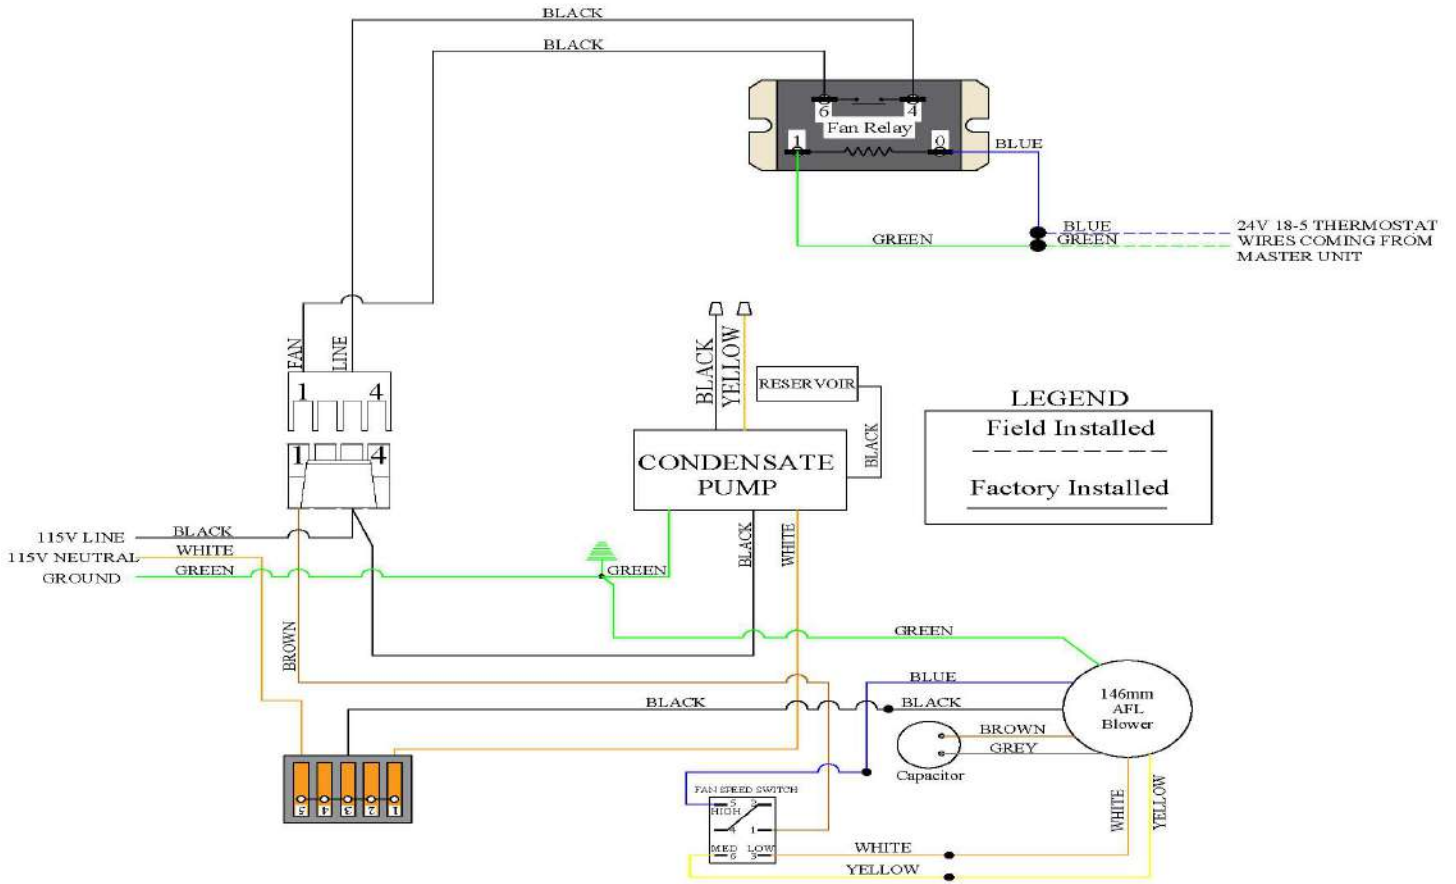 BLACK
BLACK
6
4
Fan Relay
1
0
BLUE
BLUE
GREEN
GREEN
24V 18-5 THERMOSTAT
WIRES COMING FROM
MASTER UNIT
FAN
LINE
1
4
1
4
BLACK
YELLOW
RESERVOIR
BLACK
CONDENSATE
PUMP
LEGEND
Field Installed
Factory Installed
115V LINE
BLACK
115V NEUTRAL
WHITE
GROUND
GREEN
GREEN
BLACK
WHITE
BROWN
GREEN
BLUE
BLACK
BLACK
146mm
AFL
Blower
BROWN
GREY
Capacitor
5
4
3
2
1
FAN SPEED SWITCH
5
2
HIGH
4
1
MED
LOW
6
3
WHITE
YELLOW
WHITE
YELLOW